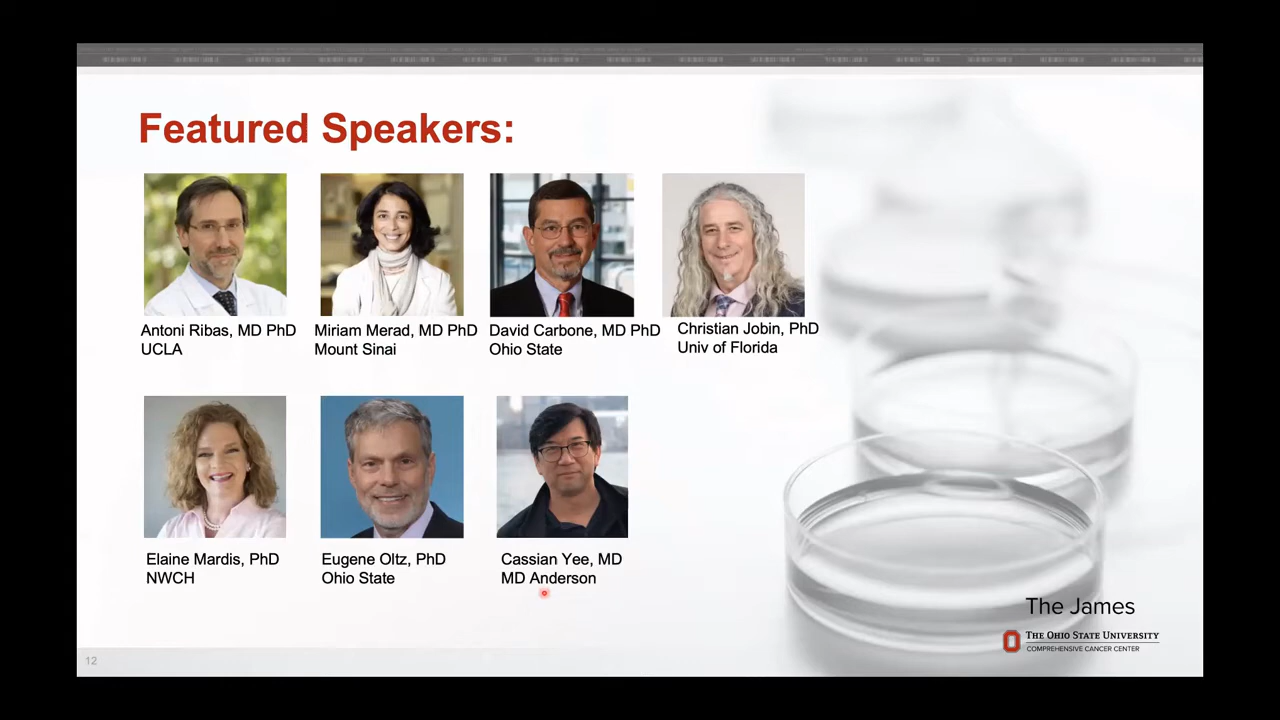 Featured Speakers:
Antoni Ribas, MD PhD
UCLA
Miriam Merad, MD PhD
Mount Sinai
David Carbone, MD PhD
Ohio State
Christian Jobin, PhD
Univ of Florida
Elaine Mardis, PhD
NWCH
Eugene Oltz, PhD
Ohio State
Cassian Yee, MD
MD Anderson
The James
THE OHIO STATE UNIVERSITY
COMPREHENSIVE CANCER CENTER
12